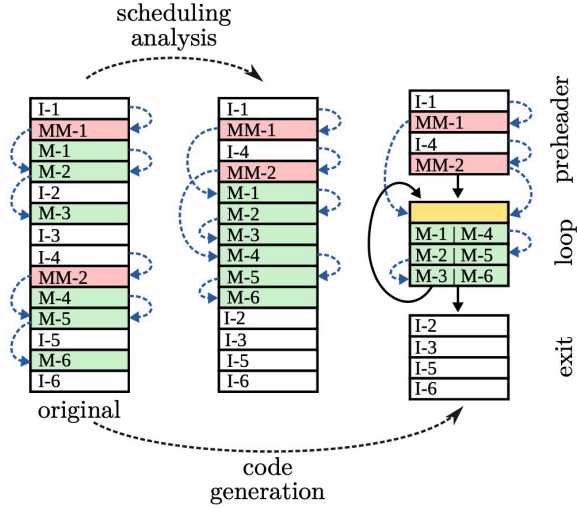 scheduling
analysis
I-1
MM-1
M-1
M-2
I-2
M-3
I-3
I-4
MM-2
M-4
M-5
I-5
M-6
I-6
original
I-1
MM-1
I-4
MM-2
M-1
M-2
M-3
M-4
M-5
M-6
I-2
I-3
I-5
I-6
I-1
MM-1
I-4
MM-2
preheader
M-1 | M-4
M-2 | M-5
M-3 | M-6
loop
I-2
I-3
I-5
I-6
exit
code
generation